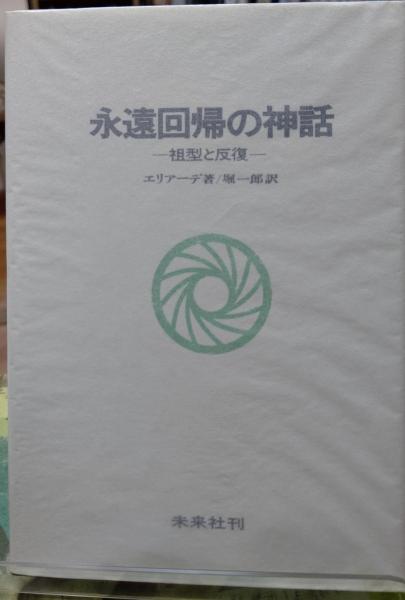 永遠回帰の神話
―祖型と反復―
エリアーデ著/堀一郎訳
未来社刊